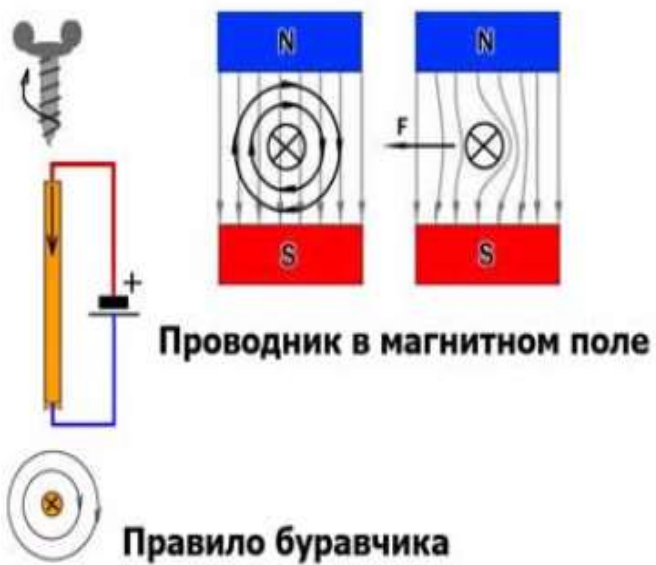 N N
F
S S
+
Проводник в магнитном поле
Правило буравчика